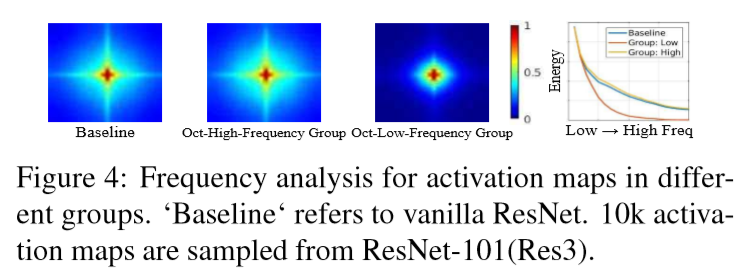 1
0.5
0
Baseline
Group: Low
Group: High
Energy
Baseline Oct-High-Frequency Group Oct-Low-Frequency Group Low → High Freq
Figure 4: Frequency analysis for activation maps in differ-
ent groups. ‘Baseline‘ refers to vanilla ResNet. 10k activa-
tion maps are sampled from ResNet-101(Res3).